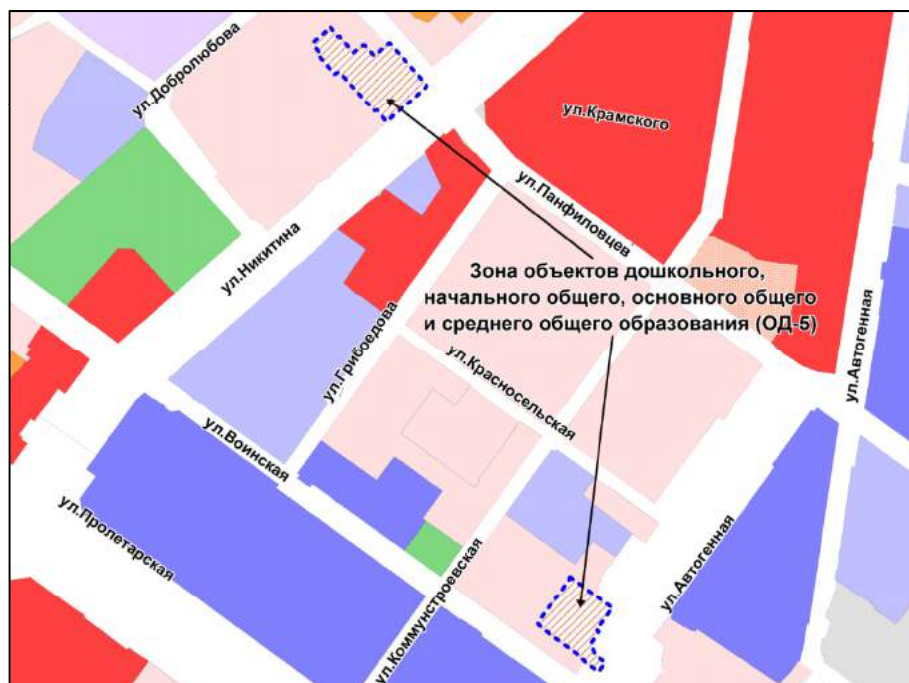 ул.Добролюбова
ул.Крамского
ул.Панфиловцев
ул.Никитина
Зона объектов дошкольного,
начального общего, основного общего
и среднего общего образования (ОД-5)
ул.Автогенная
ул.Грибоедова
ул.Красносельская
ул.Воинская
ул.Пролетарская
ул.Автогенная
ул.Коммунстроевская